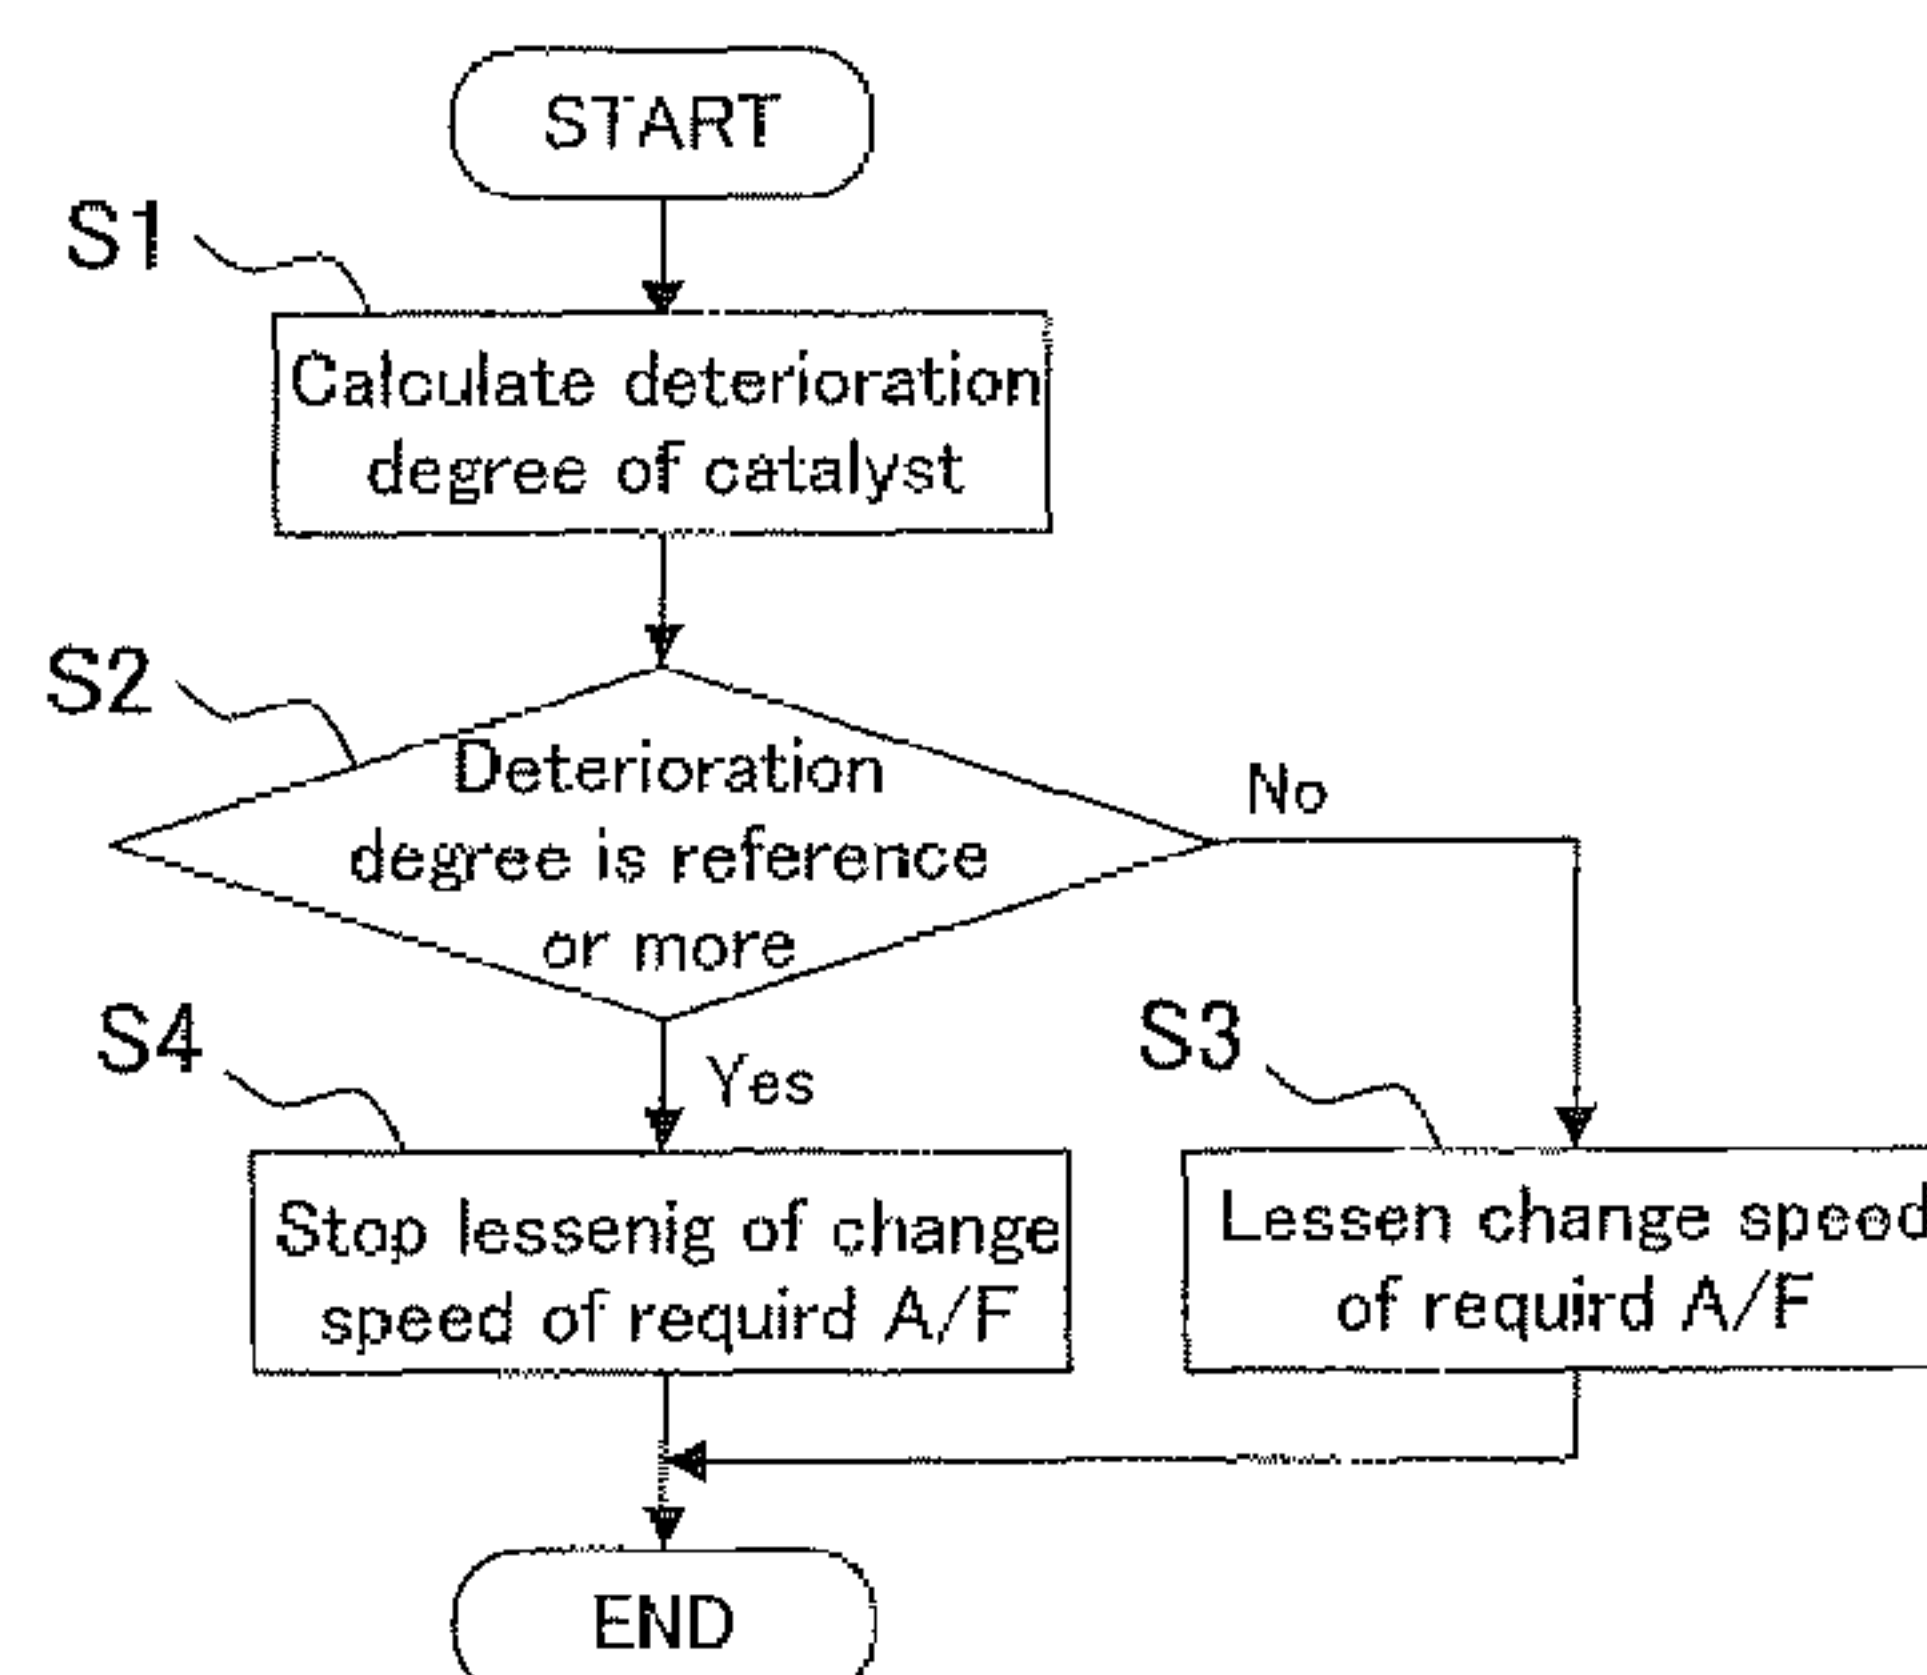 START
S1
Calculate deterioration
degree of catalyst
S2
Deterioration
degree is reference
or more
No
S4
Yes
S3
Stop lessenig of change
speed of requird A/F
Lessen change speed
of requird A/F
END